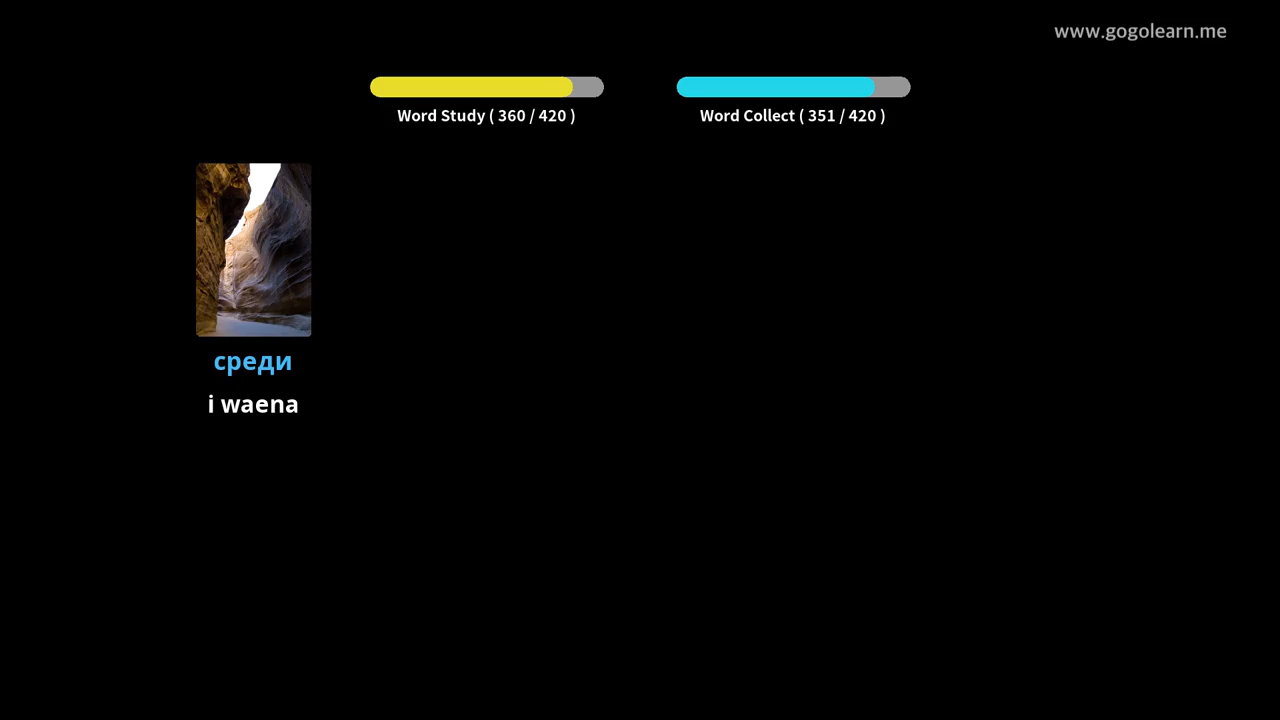 www.gogolearn.me
Word Study ( 360 / 420 )
Word Collect ( 351 / 420 )
среди
i waena